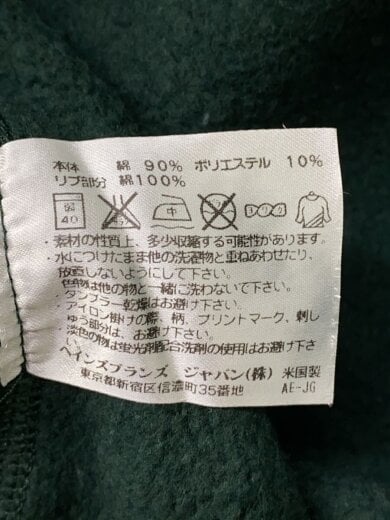 本体 綿 90% ポリエステル 10%
リブ部分 綿100%
40 中
・素材の性質上、多少収縮する可能性があります。
・水につけたまま他の洗濯物と重ねあわせたり、
放置しないようにして下さい。
・色物は他の物と一緒に洗わないて下さい。
・タンブラー乾燥はお避け下さい。
・アイロン掛けの際、柄、プリントマーク、刺し
ゅう部分は、お避け下さい。
・淡色の物は蛍光剤配合洗剤の使用はお避け下さい。
ヘインズブランズ ジャパン(株) 米国製
東京都新宿区信濃町35番地 AE-JG